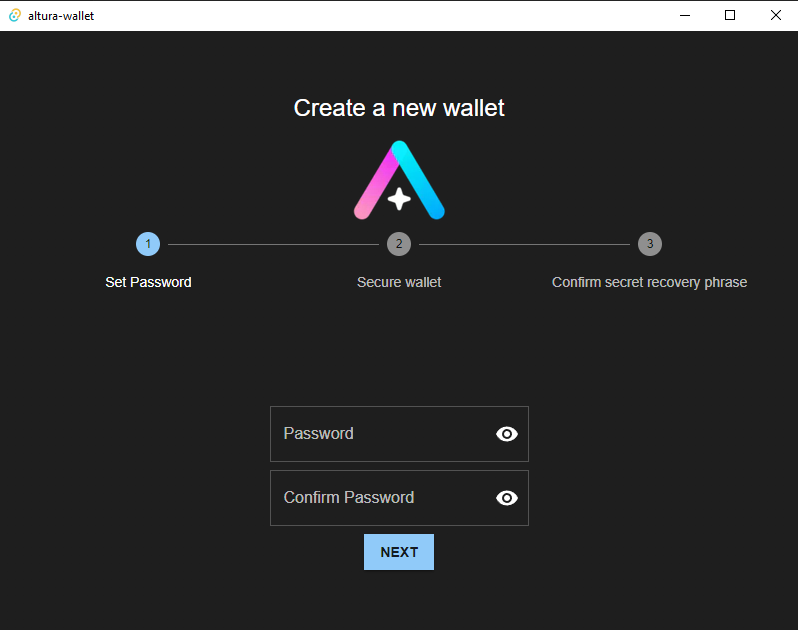 altura-wallet
Create a new wallet
1
2
3
Set Password
Secure wallet
Confirm secret recovery phrase
Password
Confirm Password
NEXT